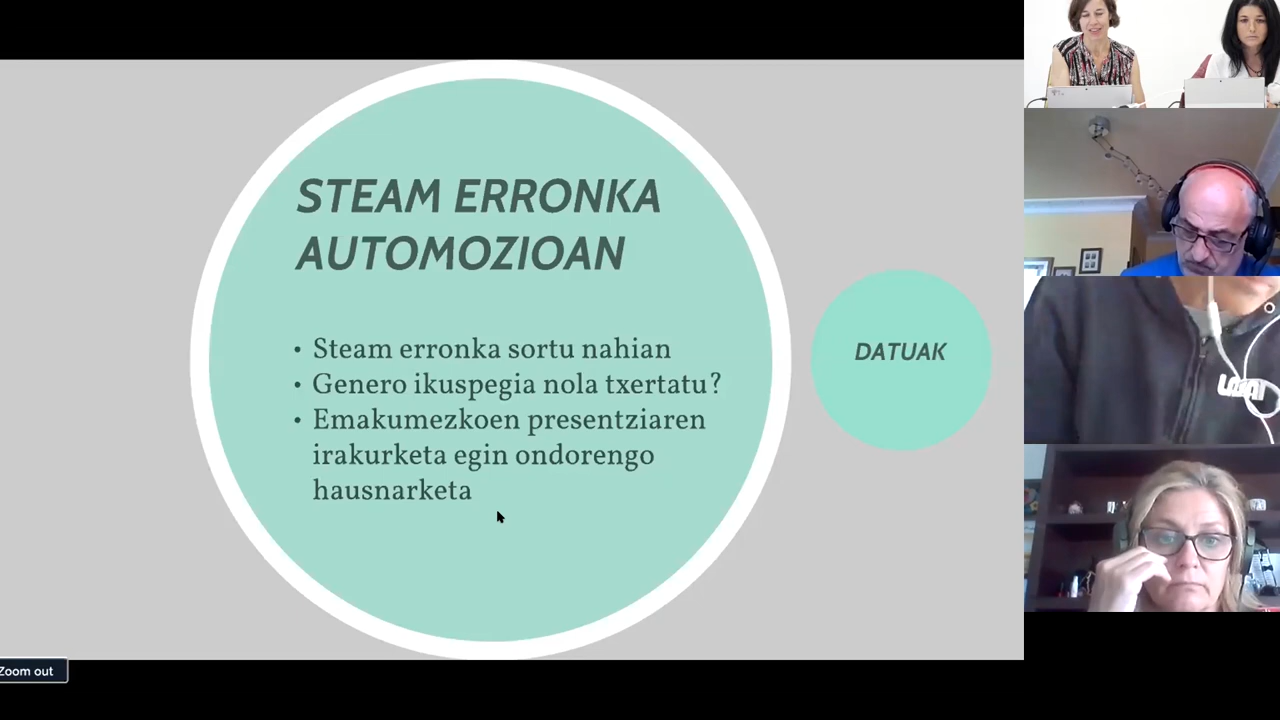 STEAM ERRONKA
AUTOMOZIOAN
• Steam erronka sortu nahian
• Genero ikuspegia nola txertatu?
• Emakumezkoen presentziaren
irakurketa egin ondorengo
hausnarketa
DATUAK
Zoom out